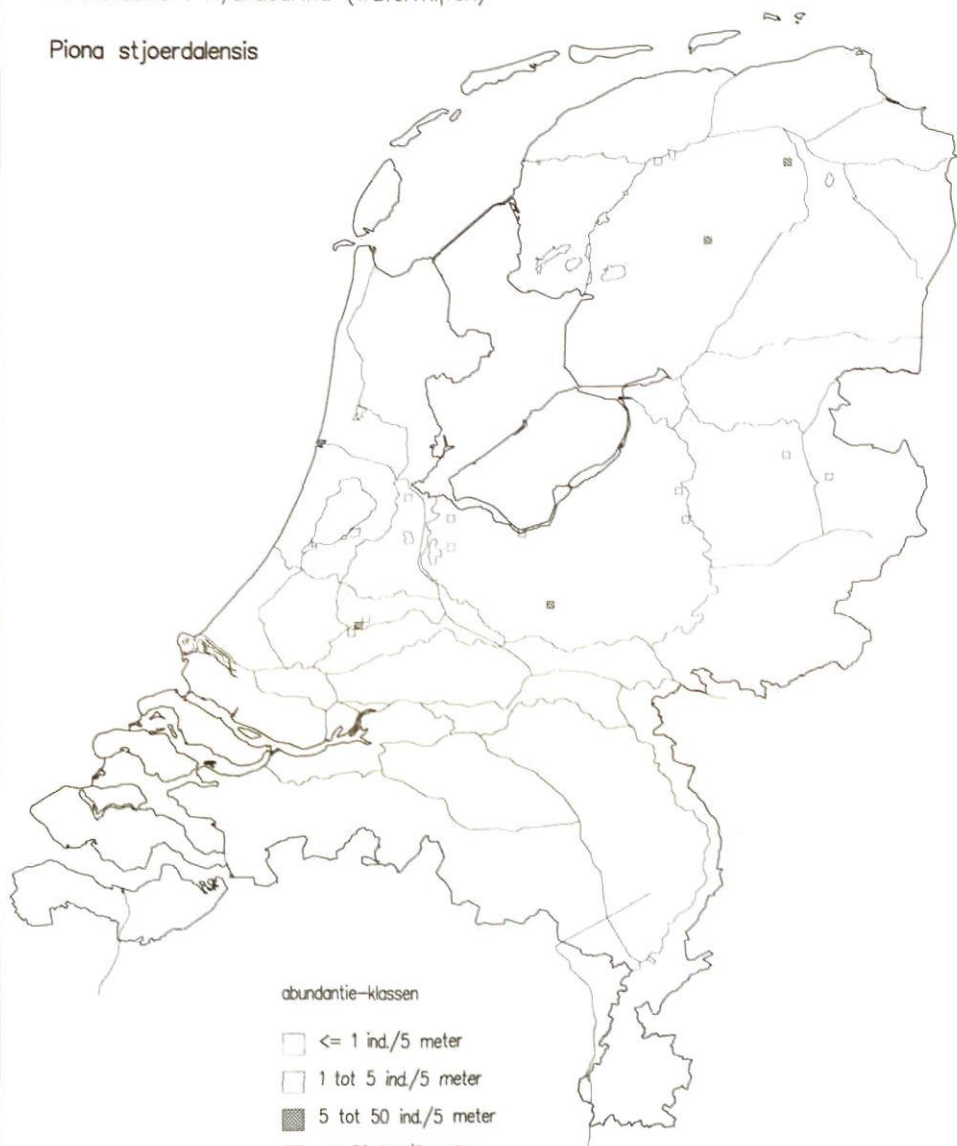 Piona stjoerdalensis
abundantie-klassen
<= 1 ind./5 meter
1 tot 5 ind./5 meter
5 tot 50 ind./5 meter